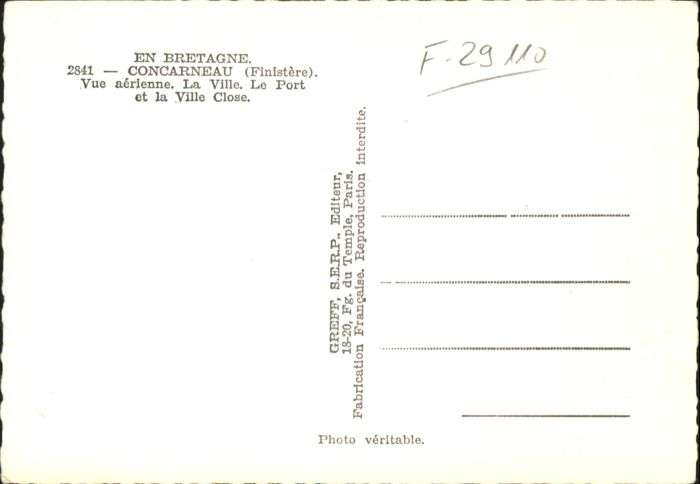 EN BRETAGNE.
2841 — CONCARNEAU (Finistère).
Vue aérienne. La Ville. Le Port
et la Ville Close.
F-29110
GREFF, S.E.R.P., Editeur,
18-20, Fg. du Temple, Paris.
Fabrication Française. Reproduction interdite.
Photo véritable.